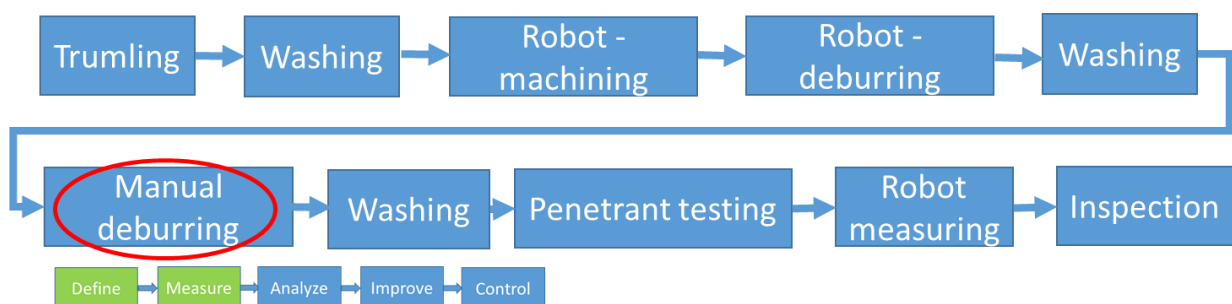 Trumling
Washing
Robot -
machining
Robot -
deburring
Washing
Manual
deburring
Washing
Penetrant testing
Robot
measuring
Inspection
Define
Measure
Analyze
Improve
Control